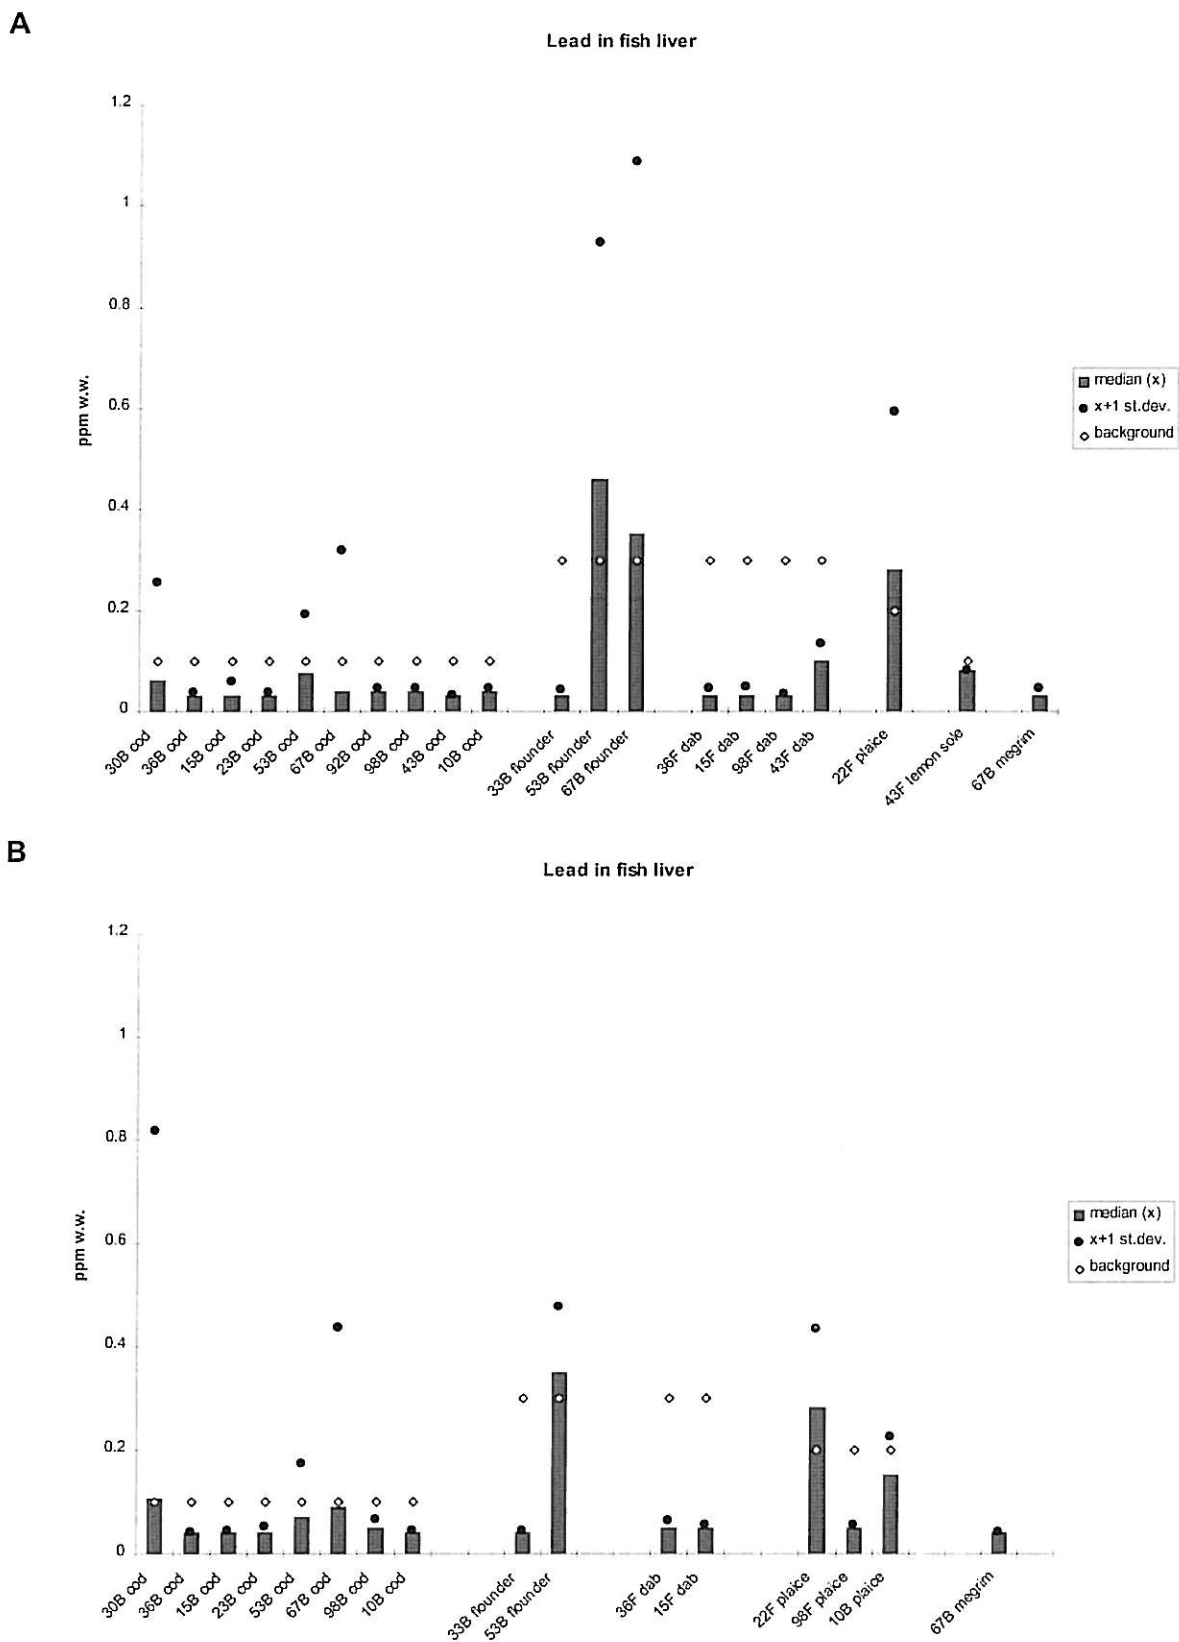 A
Lead in fish liver
1.2
1
0.8
0.6
0.4
0.2
0
ppm w.w.
median (x)
x+1 st.dev.
background
30B cod
36B cod
15B cod
23B cod
53B cod
67B cod
92B cod
98B cod
43B cod
10B cod
33B flounder
53B flounder
67B flounder
36F dab
15F dab
98F dab
43F dab
22F plaice
43F lemon sole
67B megrim
B
Lead in fish liver
1.2
1
0.8
0.6
0.4
0.2
0
ppm w.w.
median (x)
x+1 st.dev.
background
30B cod
36B cod
15B cod
23B cod
53B cod
67B cod
98B cod
10B cod
33B flounder
53B flounder
36F dab
15F dab
22F plaice
98F plaice
10B plaice
67B megrim